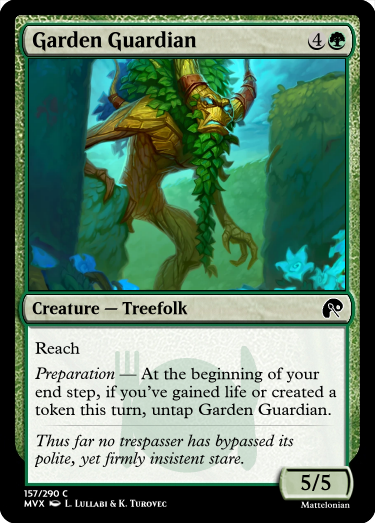 Garden Guardian 4
Creature — Treefolk
Reach
Preparation — At the beginning of your
end step, if you've gained life or created a
token this turn, untap Garden Guardian.
Thus far no trespasser has bypassed its
polite, yet firmly insistent stare.
5/5
157/290 C
MVX L. Lullabi & K. Turovec
Mattelonian